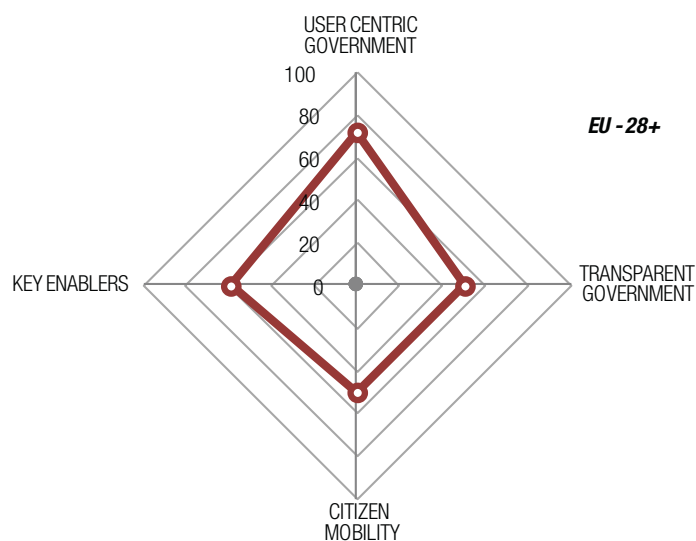 USER CENTRIC
GOVERNMENT
100
80
60
40
20
0
EU - 28+
KEY ENABLERS
TRANSPARENT
GOVERNMENT
CITIZEN
MOBILITY